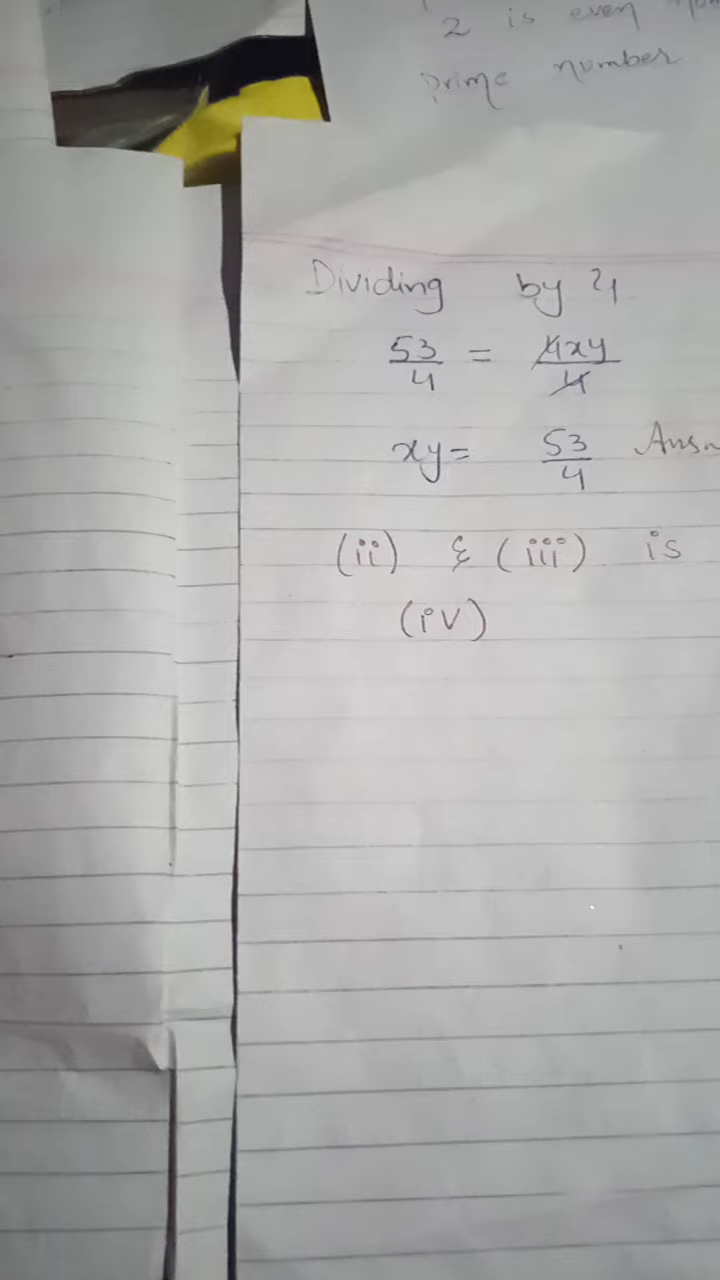 2 is even
prime number
Dividing by 4
53/4 = 4xy/4
xy = 53/4
(ii) & (iii) is
(iv)